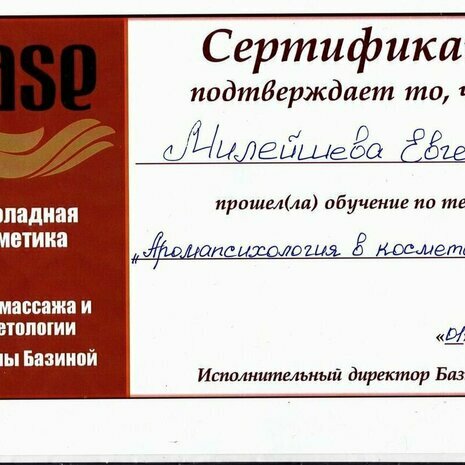 ase
оладная
метика
массажа и
етологии
ны Базиной
Сертифика
подтверждает то, ч
Милейшева Евге
прошел(ла) обучение по те
„Аромапсихология в космет
«01
Исполнительный директор Баз